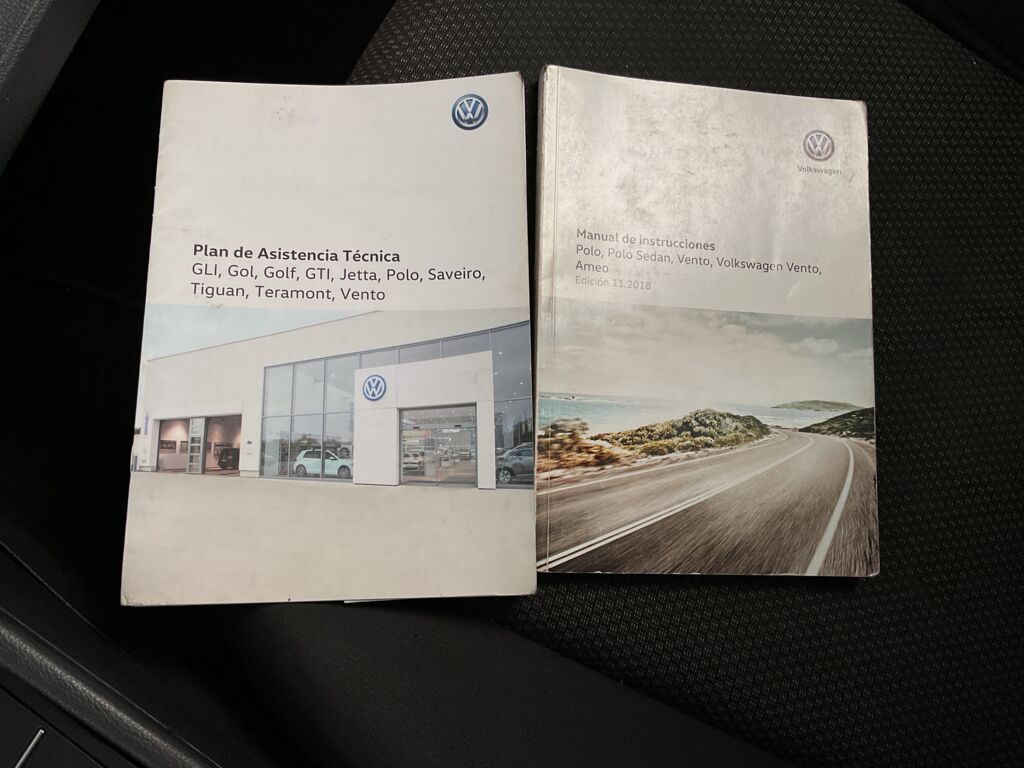 Plan de Asistencia Técnica
GLI, Gol, Golf, GTI, Jetta, Polo, Saveiro,
Tiguan, Teramont, Vento
Volkswagen
Manual de instrucciones
Polo, Polo Sedan, Vento, Volkswagen Vento,
Ameo
Edición 11.2018